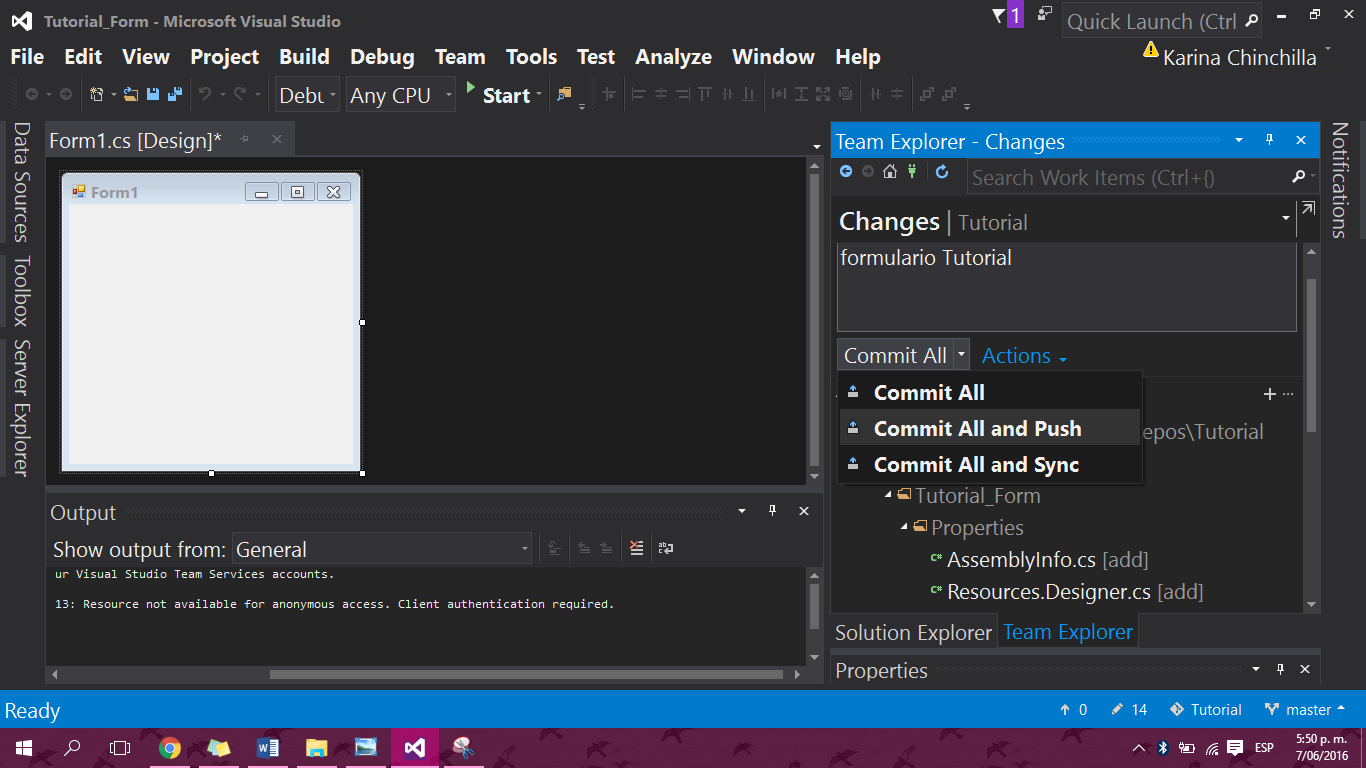 Tutorial_Form - Microsoft Visual Studio
1
Quick Launch (Ctrl
File Edit View Project Build Debug Team Tools Test Analyze Window Help
Karina Chinchilla
Debu
Any CPU
Start
Data Sources
Toolbox
Server Explorer
Form1.cs [Design]*
Form1
Output
Show output from: General
ur Visual Studio Team Services accounts.
13: Resource not available for anonymous access. Client authentication required.
Team Explorer - Changes
Search Work Items (Ctrl+{)
Changes | Tutorial
formulario Tutorial
Commit All
Actions
Commit All
Commit All and Push
Commit All and Sync
epos\Tutorial
Tutorial_Form
Properties
C# AssemblyInfo.cs [add]
C# Resources.Designer.cs [add]
Solution Explorer Team Explorer
Properties
Notifications
Ready
0 14 Tutorial master
ESP
5:50 p. m.
7/06/2016